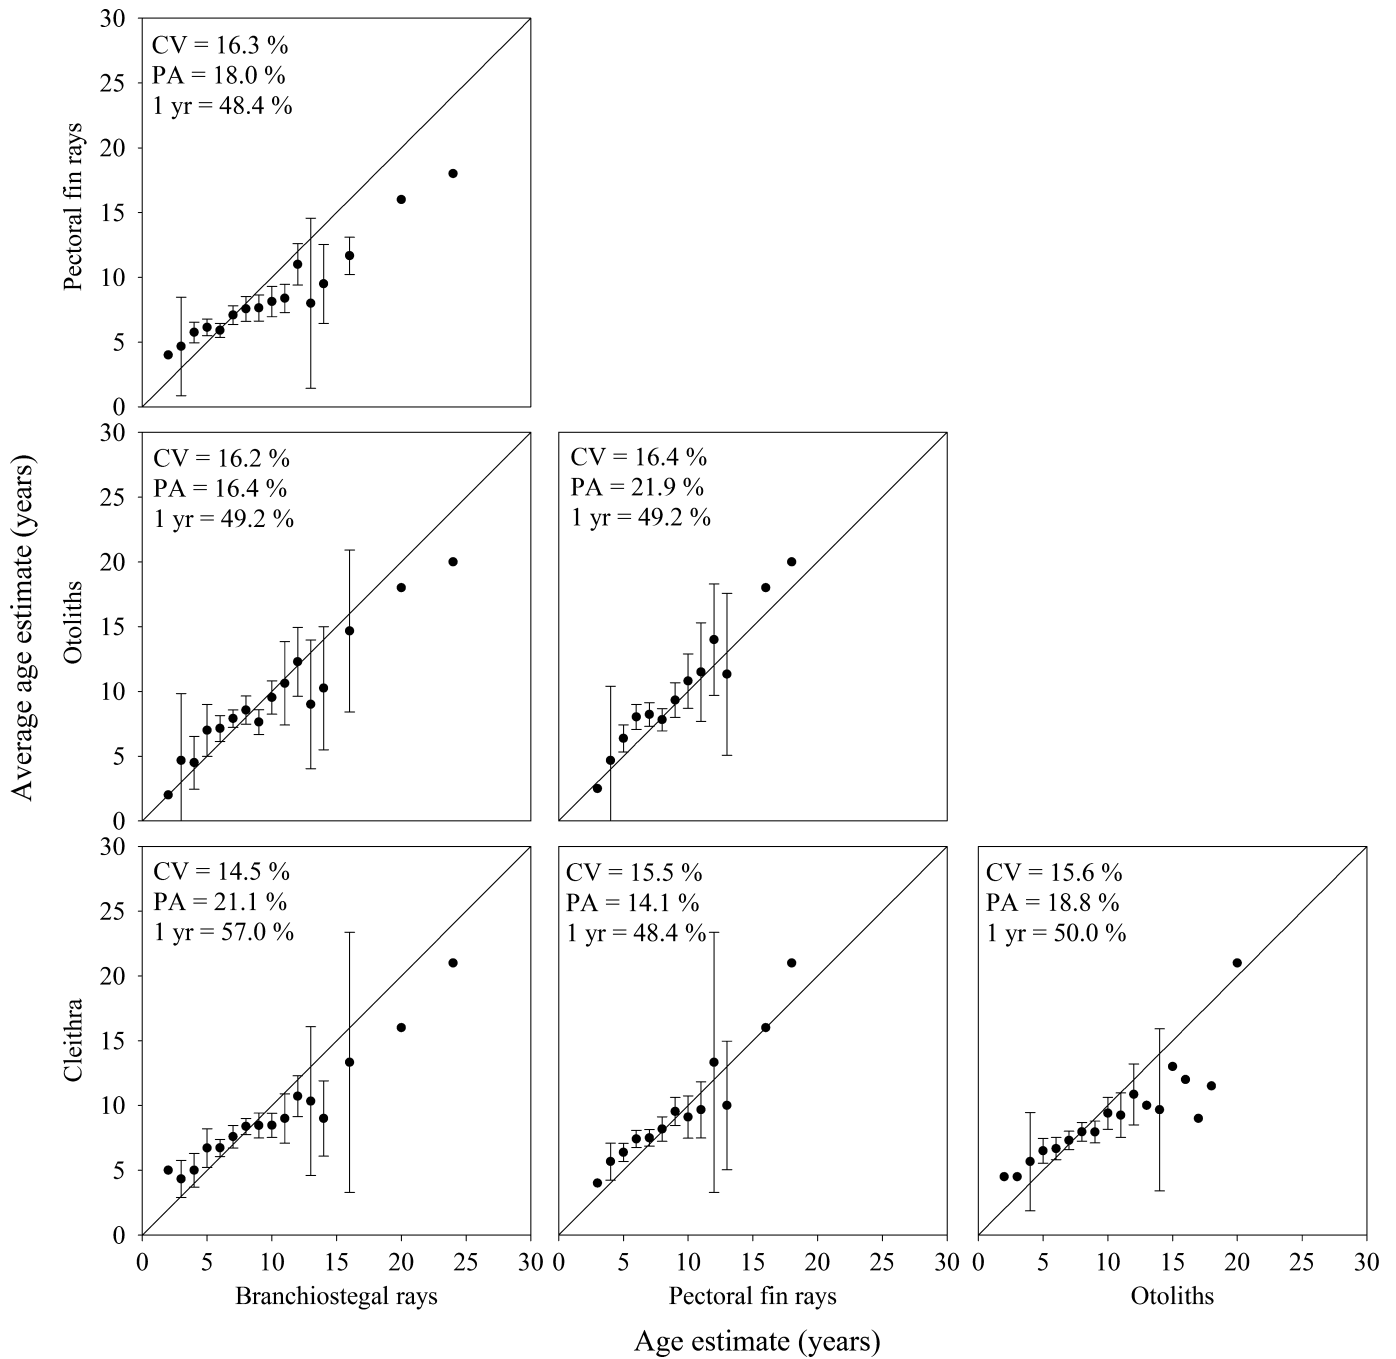 30
CV = 16.3 %
PA = 18.0 %
1 yr = 48.4 %
25
20
15
10
5
0
Pectoral fin rays
Average age estimate (years)
30
CV = 16.2 %
PA = 16.4 %
1 yr = 49.2 %
25
20
15
10
5
0
Otoliths
CV = 16.4 %
PA = 21.9 %
1 yr = 49.2 %
30
CV = 14.5 %
PA = 21.1 %
1 yr = 57.0 %
25
20
15
10
5
0
Cleithra
CV = 15.5 %
PA = 14.1 %
1 yr = 48.4 %
CV = 15.6 %
PA = 18.8 %
1 yr = 50.0 %
0 5 10 15 20 25 30
0 5 10 15 20 25
0 5 10 15 20 25 30
Branchiostegal rays
Pectoral fin rays
Otoliths
Age estimate (years)